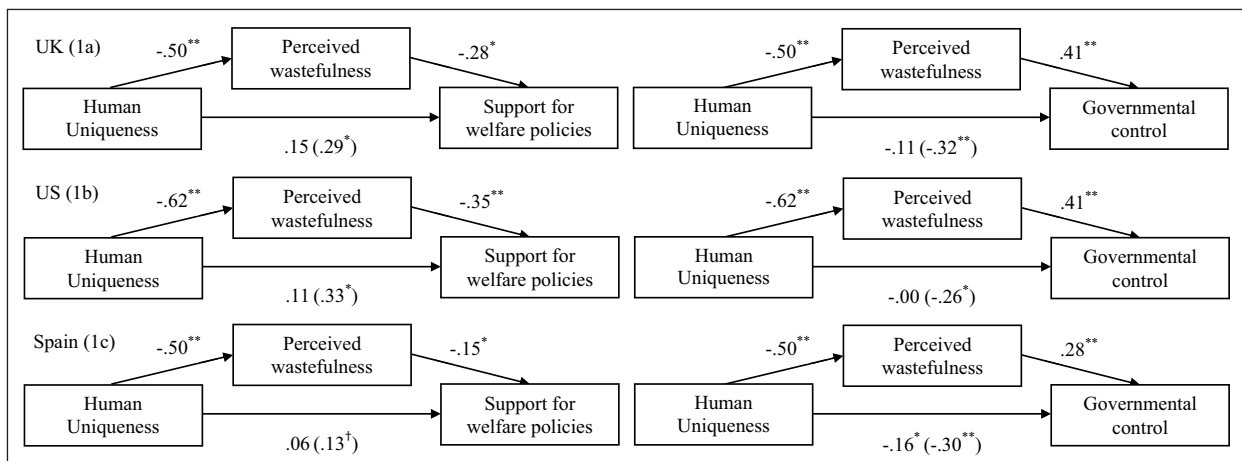 UK (1a)
-.50**
Perceived
wastefulness
-.28*
Human
Uniqueness
Support for
welfare policies
.15 (.29*)
-.50**
Perceived
wastefulness
.41**
Human
Uniqueness
Governmental
control
-.11 (-.32**)
US (1b)
-.62**
Perceived
wastefulness
-.35**
Human
Uniqueness
Support for
welfare policies
.11 (.33*)
-.62**
Perceived
wastefulness
.41**
Human
Uniqueness
Governmental
control
-.00 (-.26*)
Spain (1c)
-.50**
Perceived
wastefulness
-.15*
Human
Uniqueness
Support for
welfare policies
.06 (.13†)
-.50**
Perceived
wastefulness
.28**
Human
Uniqueness
Governmental
control
-.16* (-.30**)